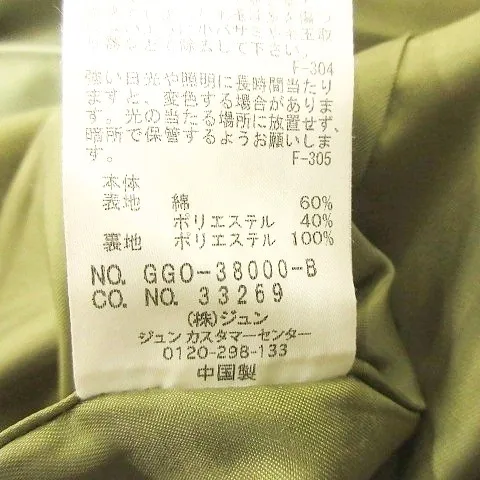 さい。
F-304
強い日光や照明に長時間当たり
ますと、変色する場合がありま
す。光の当たる場所に放置せず、
暗所で保管するようお願いしま
す。 F-305
本体
表地 綿 60%
ポリエステル 40%
裏地 ポリエステル 100%
NO. GGO-38000-B
CO. NO. 33269
(株)ジュン
ジュン カスタマーセンター
0120-298-133
中国製